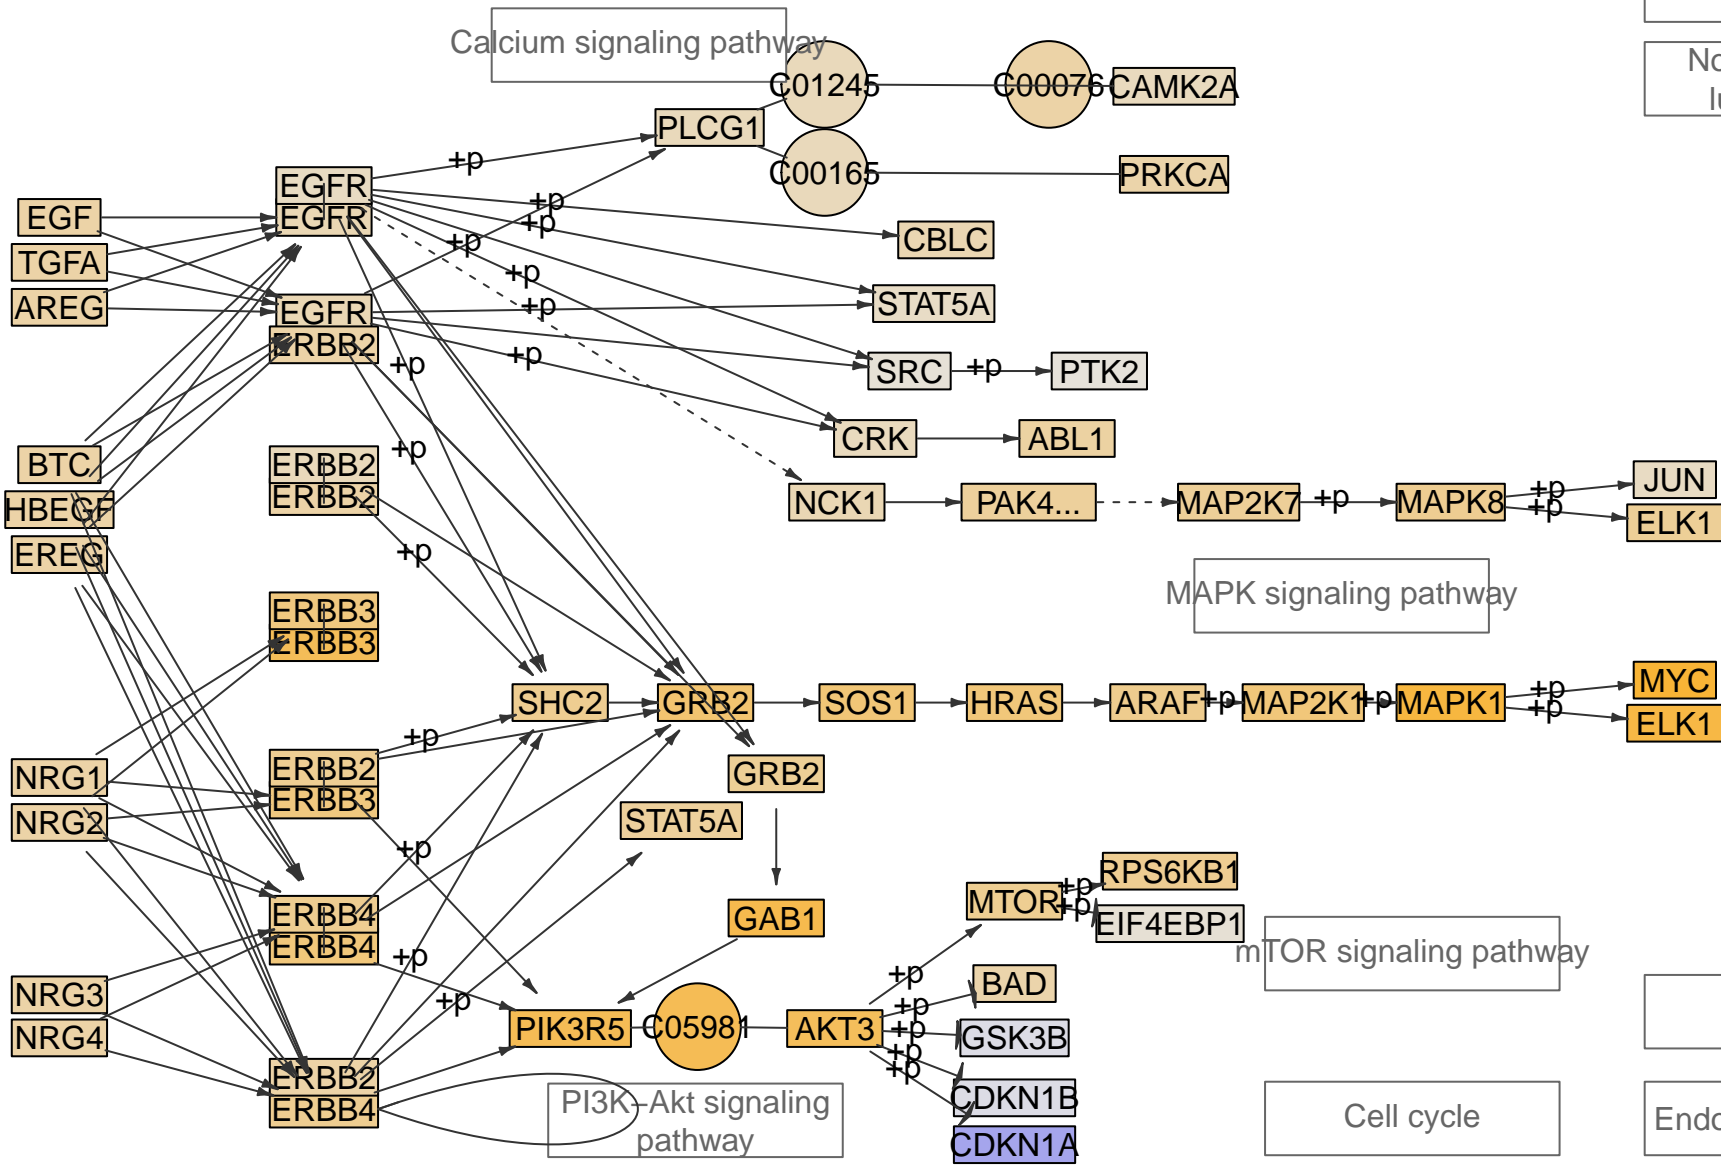 Calcium signaling pathway
C01245
C00076
CAMK2A
PLCG1
C00165
PRKCA
+p
EGFR
EGFR
EGF
TGFA
AREG
+p
+p
+p
CBLC
+p
STAT5A
EGFR
ERBB2
+p
+p
+p
SRC
+p
PTK2
CRK
ABL1
BTC
HBEGF
EREG
ERBB2
ERBB2
+p
NCK1
PAK4...
MAP2K7
+p
MAPK8
+p
+p
JUN
ELK1
+p
MAPK signaling pathway
ERBB3
ERBB3
SHC2
GRB2
SOS1
HRAS
ARAF
+p
MAP2K1
+p
MAPK1
+p
+p
MYC
ELK1
+p
NRG1
NRG2
ERBB2
ERBB3
GRB2
STAT5A
+p
ERBB4
ERBB4
GAB1
MTOR
+p
+p
RPS6KB1
EIF4EBP1
mTOR signaling pathway
+p
+p
+p
NRG3
NRG4
PIK3R5
C05981
AKT3
+p
+p
+p
+p
BAD
GSK3B
CDKN1B
CDKN1A
ERBB2
ERBB4
PI3K–Akt signaling
pathway
Cell cycle